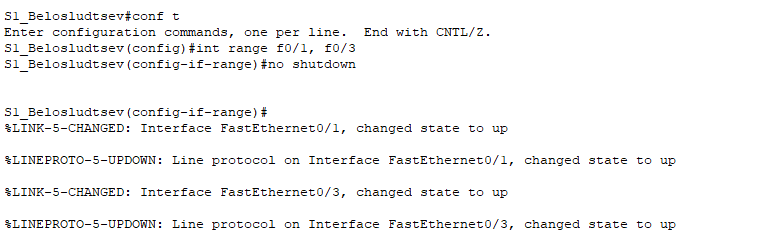 S1_Belosludtsev#conf t
Enter configuration commands, one per line.  End with CNTL/Z.
S1_Belosludtsev(config)#int range f0/1, f0/3
S1_Belosludtsev(config-if-range)#no shutdown
S1_Belosludtsev(config-if-range)#
%LINK-5-CHANGED: Interface FastEthernet0/1, changed state to up
%LINEPROTO-5-UPDOWN: Line protocol on Interface FastEthernet0/1, changed state to up
%LINK-5-CHANGED: Interface FastEthernet0/3, changed state to up
%LINEPROTO-5-UPDOWN: Line protocol on Interface FastEthernet0/3, changed state to up